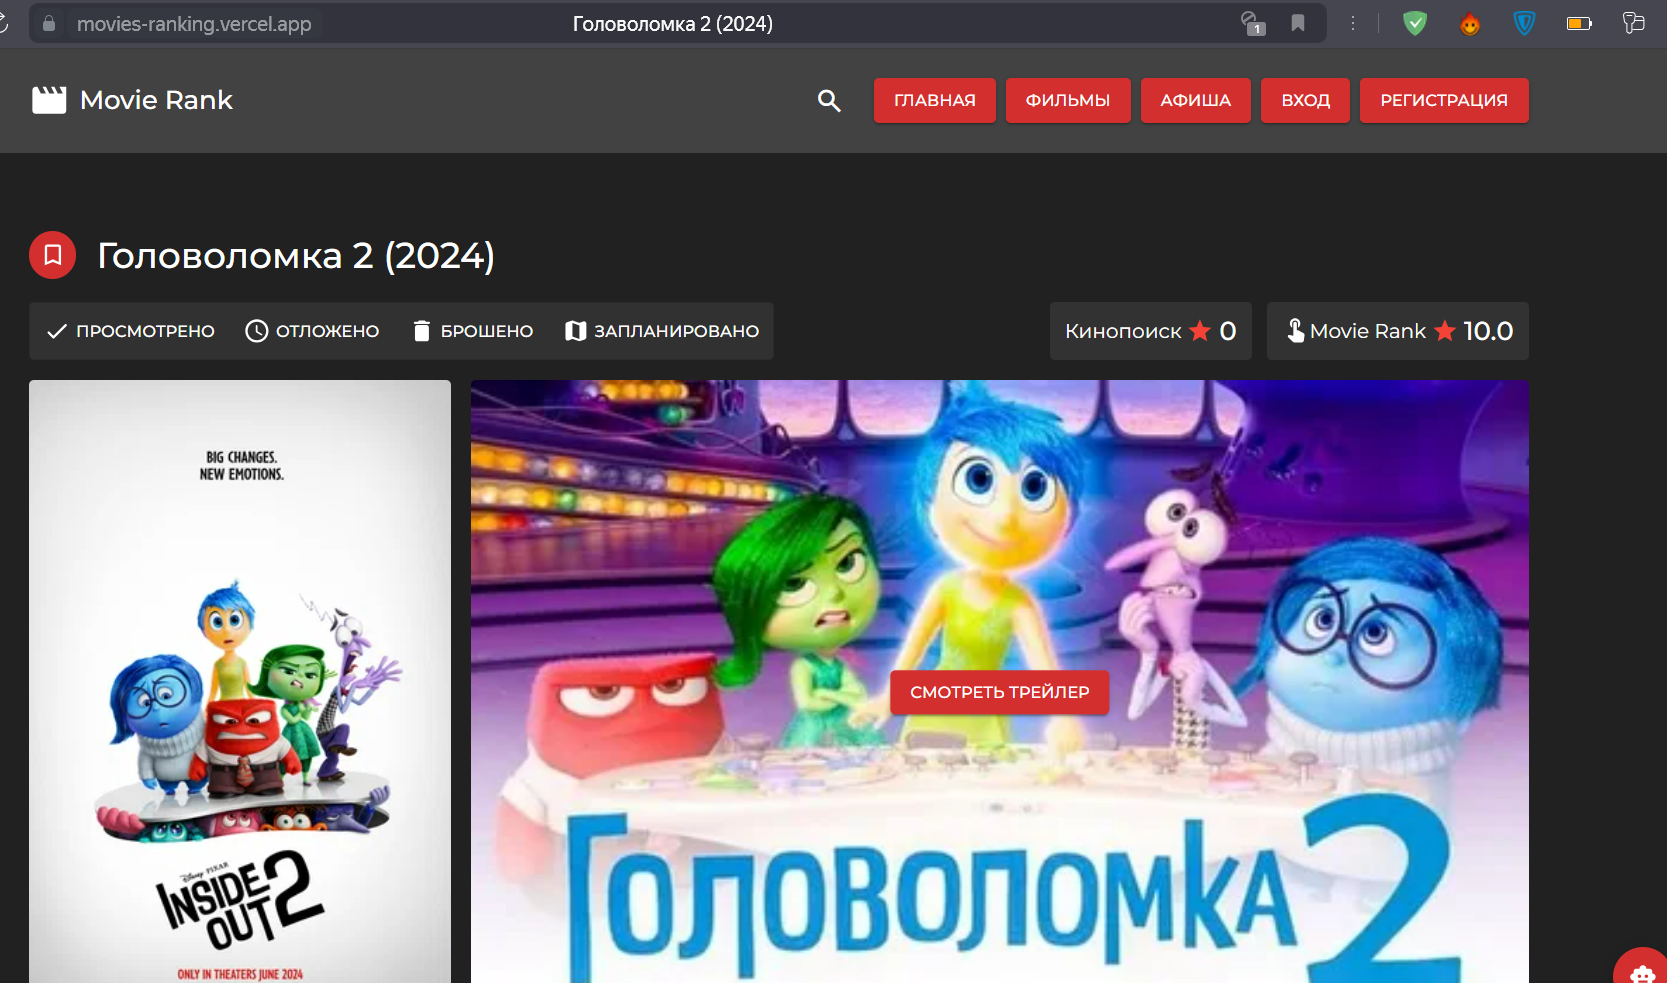 movies-ranking.vercel.app
Головоломка 2 (2024)
1
Movie Rank
ГЛАВНАЯ
ФИЛЬМЫ
АФИША
ВХОД
РЕГИСТРАЦИЯ
Головоломка 2 (2024)
ПРОСМОТРЕНО
ОТЛОЖЕНО
БРОШЕНО
ЗАПЛАНИРОВАНО
Кинопоиск 0
Movie Rank 10.0
BIG CHANGES.
NEW EMOTIONS.
Disney PIXAR
INSIDE
OUT 2
ONLY IN THEATERS JUNE 2024
СМОТРЕТЬ ТРЕЙЛЕР
ГОЛОВОЛОМКА 2